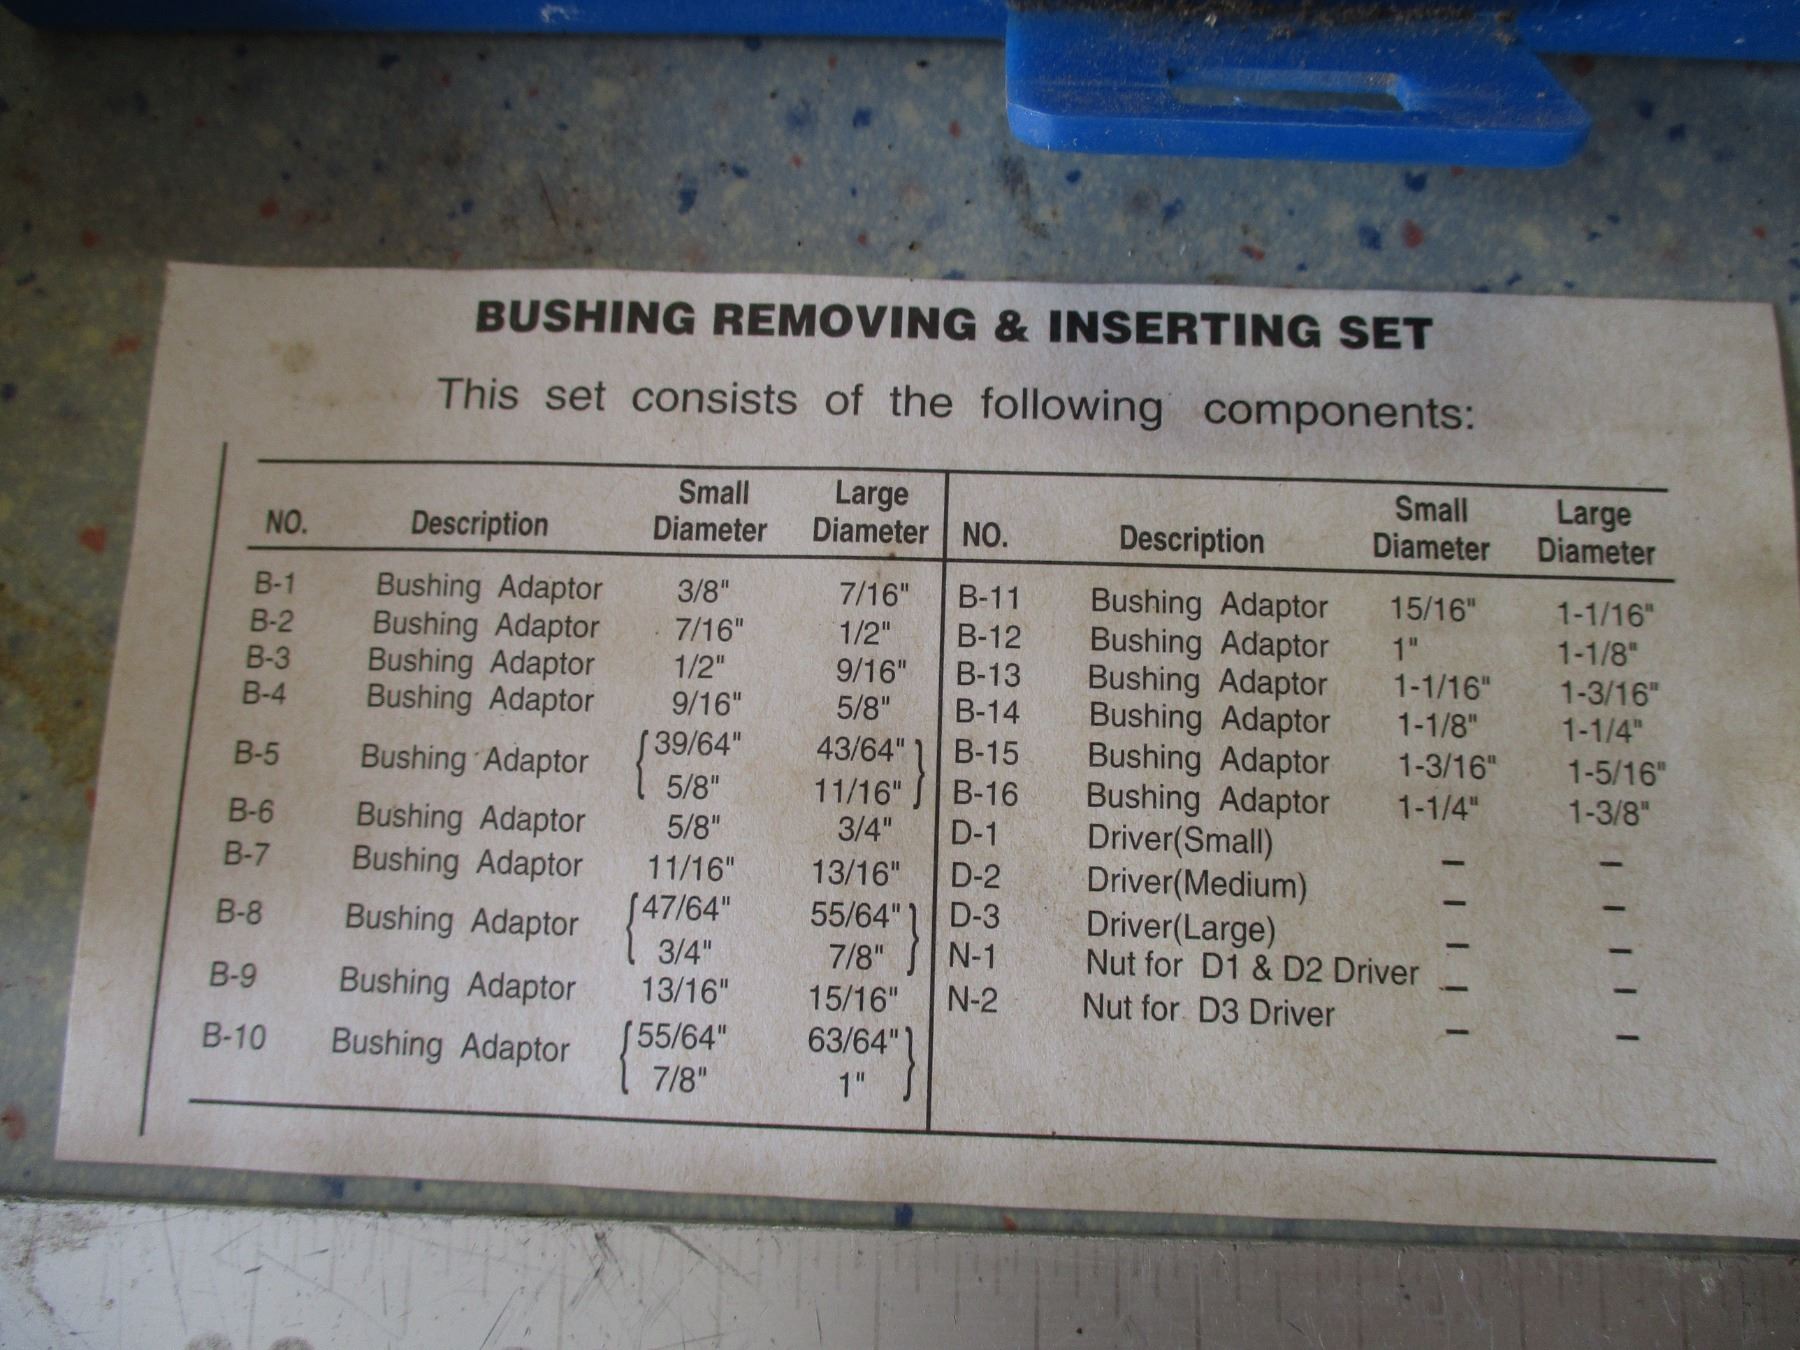 BUSHING REMOVING & INSERTING SET
This set consists of the following components:
NO. Description Small Diameter Large Diameter
B-1 Bushing Adaptor 3/8" 7/16"
B-2 Bushing Adaptor 7/16" 1/2"
B-3 Bushing Adaptor 1/2" 9/16"
B-4 Bushing Adaptor 9/16" 5/8"
B-5 Bushing Adaptor { 39/64" 43/64" }
5/8" 11/16"
B-6 Bushing Adaptor 5/8" 3/4"
B-7 Bushing Adaptor 11/16" 13/16"
B-8 Bushing Adaptor { 47/64" 55/64" }
3/4" 7/8"
B-9 Bushing Adaptor 13/16" 15/16"
B-10 Bushing Adaptor { 55/64" 63/64" }
7/8" 1"
NO. Description Small Diameter Large Diameter
B-11 Bushing Adaptor 15/16" 1-1/16"
B-12 Bushing Adaptor 1" 1-1/8"
B-13 Bushing Adaptor 1-1/16" 1-3/16"
B-14 Bushing Adaptor 1-1/8" 1-1/4"
B-15 Bushing Adaptor 1-3/16" 1-5/16"
B-16 Bushing Adaptor 1-1/4" 1-3/8"
D-1 Driver(Small) – –
D-2 Driver(Medium) – –
D-3 Driver(Large) – –
N-1 Nut for D1 & D2 Driver – –
N-2 Nut for D3 Driver – –